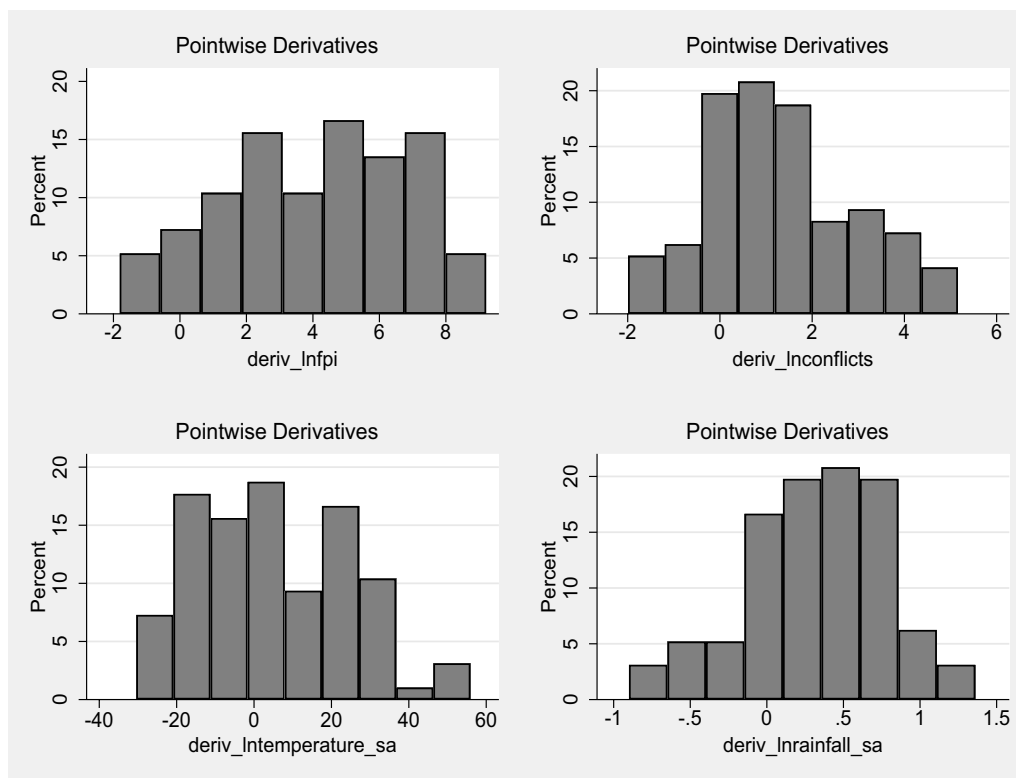 Pointwise Derivatives
Percent
20
15
10
5
0
-2 0 2 4 6 8
deriv_lnfpi
Pointwise Derivatives
Percent
20
15
10
5
0
-2 0 2 4 6
deriv_lnconflicts
Pointwise Derivatives
Percent
20
15
10
5
0
-40 -20 0 20 40 60
deriv_lntemperature_sa
Pointwise Derivatives
Percent
20
15
10
5
0
-1 -.5 0 .5 1 1.5
deriv_lnrainfall_sa